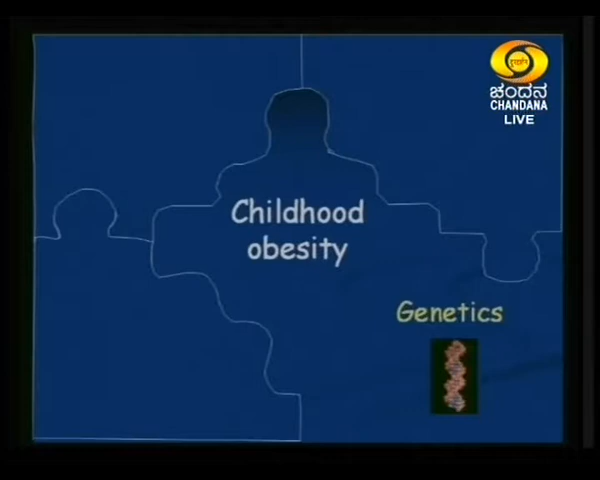 ಚಂದನ
CHANDANA
LIVE
Childhood
obesity
Genetics